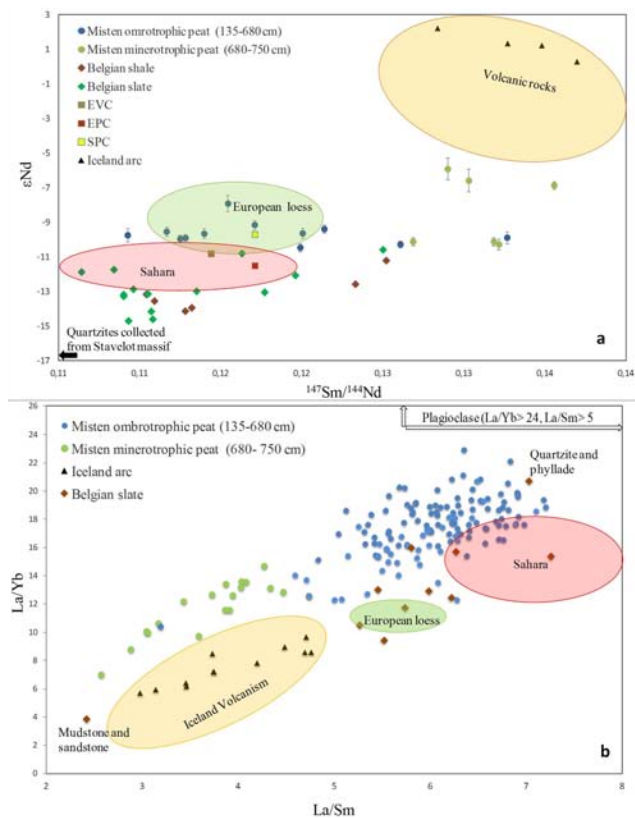 3
1
-1
-3
-5
-7
-9
-11
-13
-15
-17
εNd
Misten omrotrophic peat (135-680 cm)
Misten minerotrophic peat (680-750 cm)
Belgian shale
Belgian slate
EVC
EPC
SPC
Iceland arc
Volcanic rocks
European loess
Sahara
Quartzites collected
from Stavelot massif
a
0,11 0,11 0,12 0,12 0,13 0,13 0,14 0,14
147Sm/144Nd
26
24
22
20
18
16
14
12
10
8
6
4
2
0
La/Yb
Misten ombrotrophic peat (135-680 cm)
Misten minerotrophic peat (680- 750 cm)
Iceland arc
Belgian slate
Plagioclase (La/Yb> 24, La/Sm> 5
Quartzite and
phyllade
Sahara
European loess
Iceland Volcanism
Mudstone and
sandstone
b
2 3 4 5 6 7 8
La/Sm